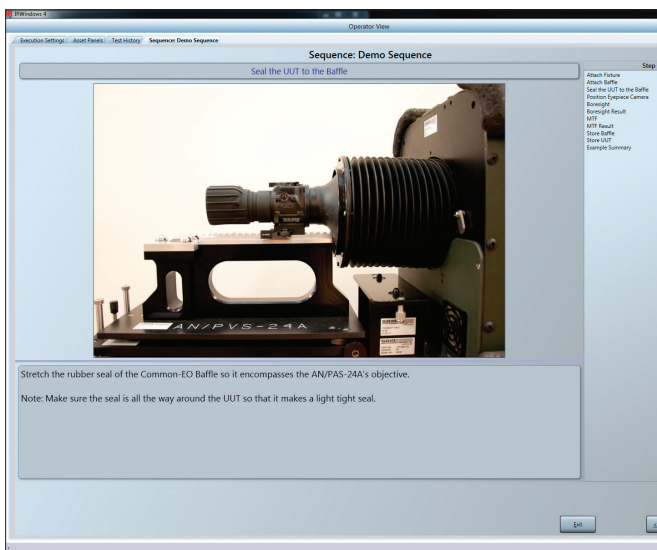 IRWindows 4
Operator View
Execution Settings
Asset Panels
Test History
Sequence: Demo Sequence
Sequence: Demo Sequence
Seal the UUT to the Baffle
AN/PVS-24A
Stretch the rubber seal of the Common-EO Baffle so it encompasses the AN/PAS-24A's objective.
Note: Make sure the seal is all the way around the UUT so that it makes a light tight seal.
Step
Attach Fixture
Attach Baffle
Seal the UUT to the Baffle
Position Eyepiece Camera
Boresight
Boresight Result
MTF
MTF Result
Store Baffle
Store UUT
Example Summary
Exit